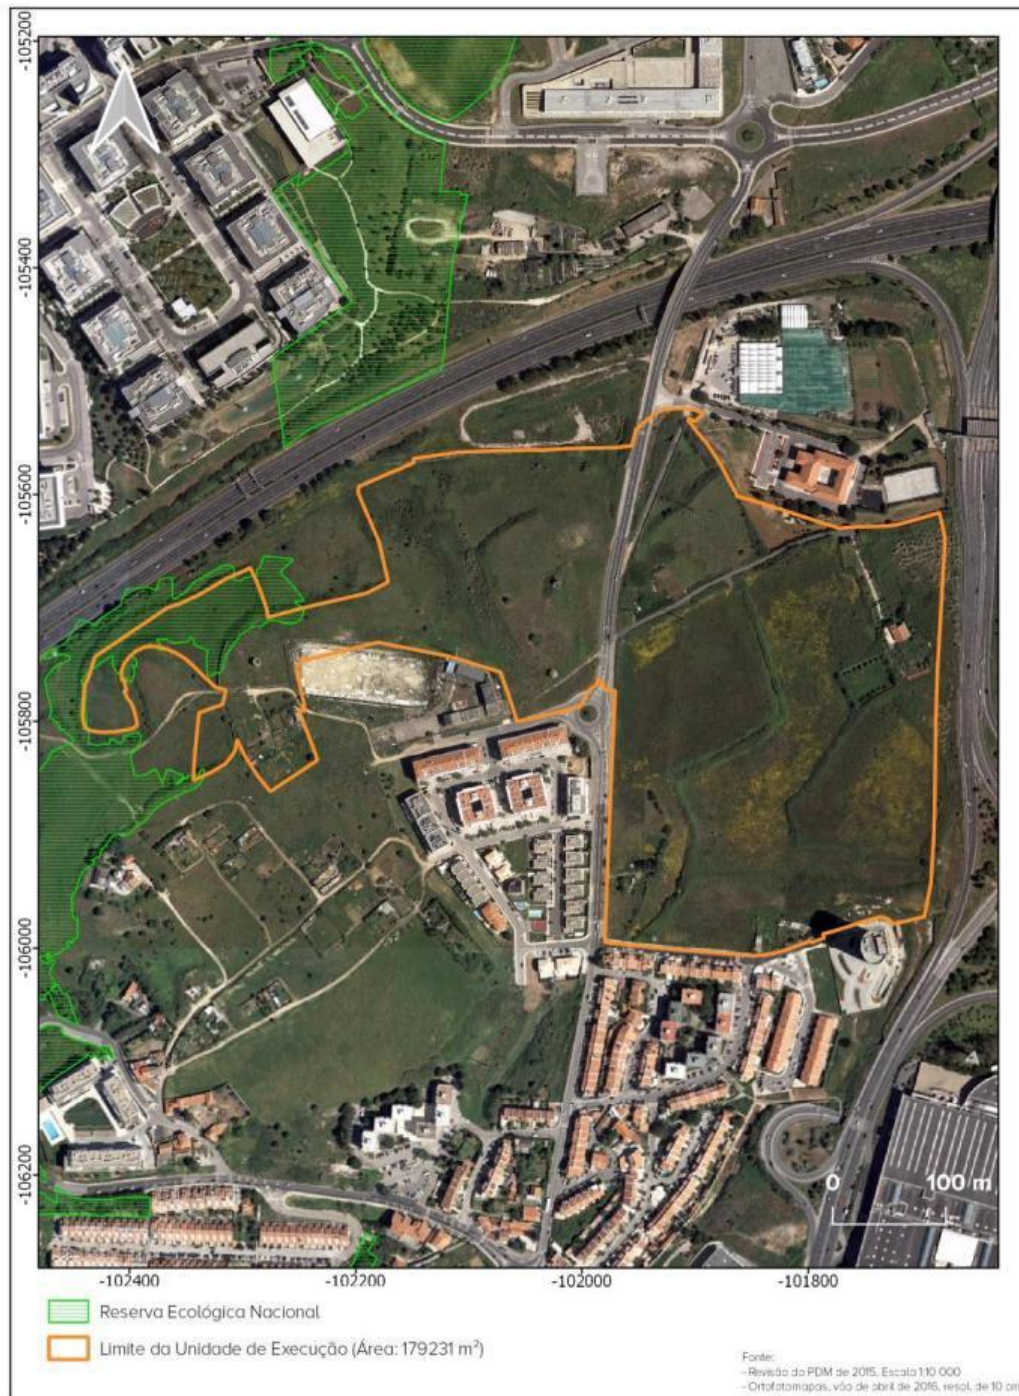 -105200
-105400
-105600
-105800
-106000
-106200
0 100 m
-102400 -102200 -102000 -101800
Reserva Ecológica Nacional
Limite da Unidade de Execução (Área: 179231 m²)
Fonte:
- Revisão do PDM de 2015, Escala 1:10 000
- Ortofotomapas, vôo de abril de 2016, resol. de 10 cm